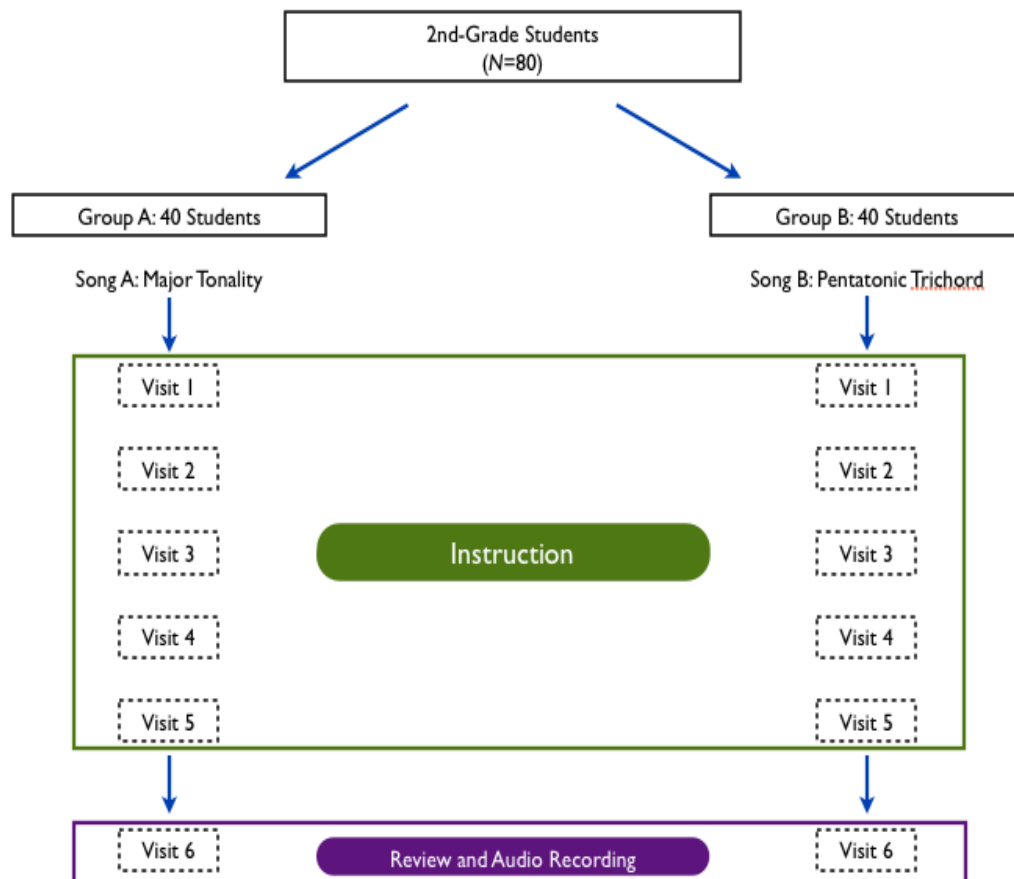 2nd-Grade Students
(N=80)
Group A: 40 Students
Group B: 40 Students
Song A: Major Tonality
Song B: Pentatonic Trichord
Visit 1
Visit 1
Visit 2
Visit 2
Visit 3
Instruction
Visit 3
Visit 4
Visit 4
Visit 5
Visit 5
Visit 6
Review and Audio Recording
Visit 6